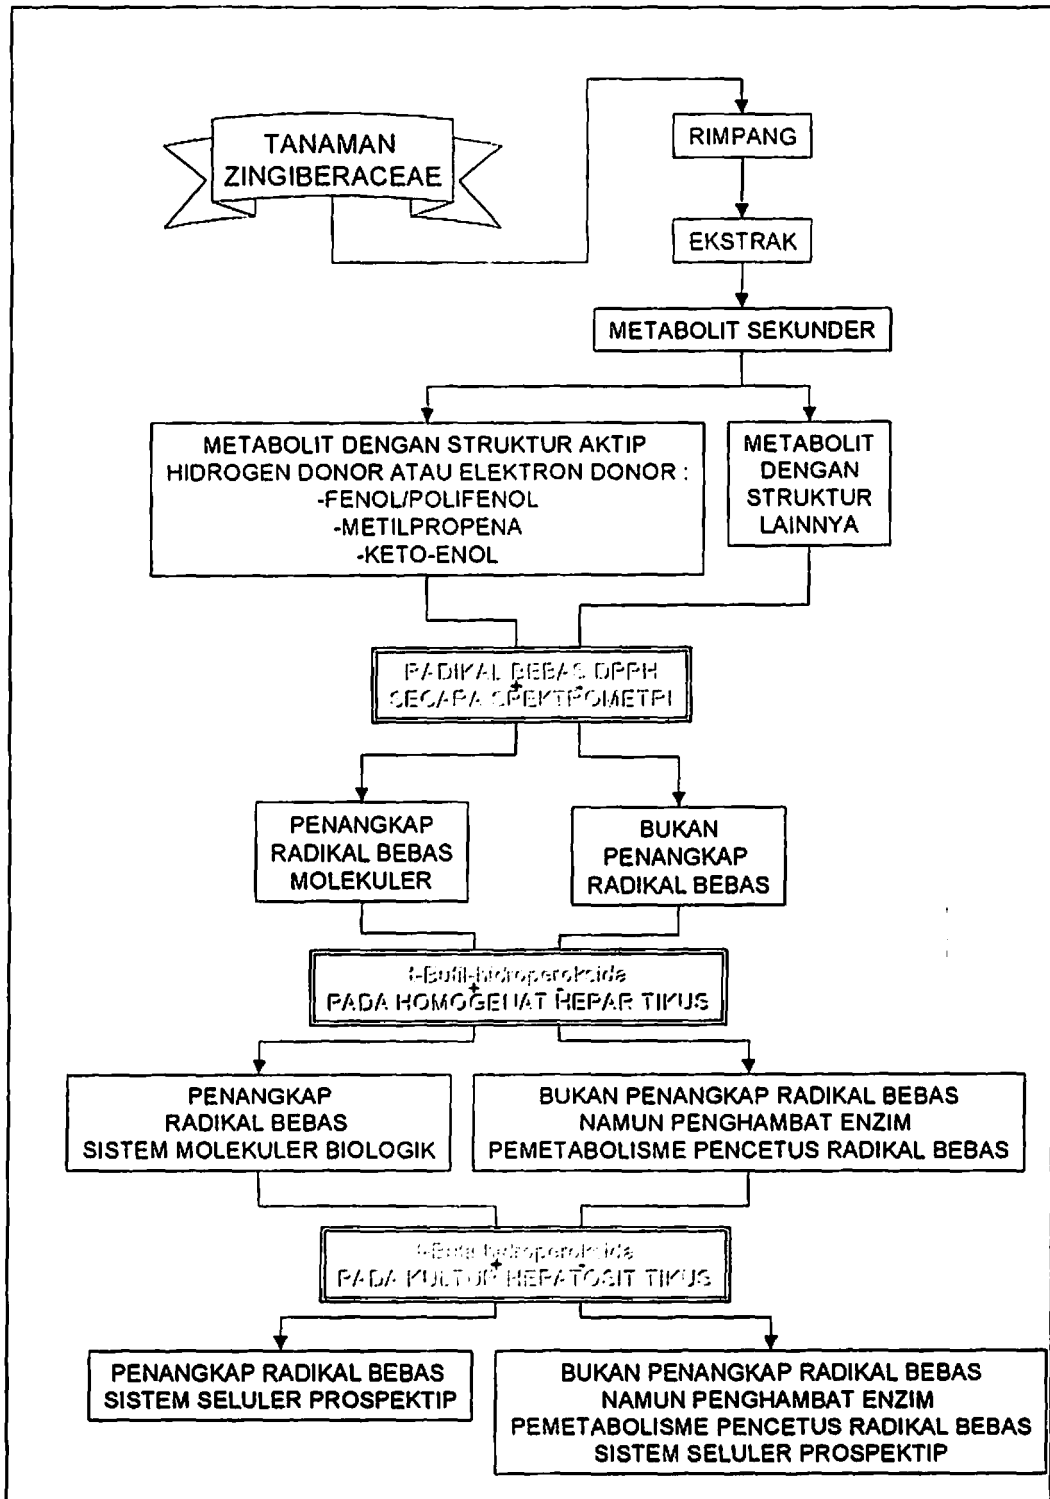 TANAMAN
ZINGIBERACEAE
RIMPANG
EKSTRAK
METABOLIT SEKUNDER
METABOLIT DENGAN STRUKTUR AKTIP
HIDROGEN DONOR ATAU ELEKTRON DONOR :
-FENOL/POLIFENOL
-METILPROPENA
-KETO-ENOL
METABOLIT
DENGAN
STRUKTUR
LAINNYA
RADIKAL BEBAS DPPH
SECARA SPEKTROMETRI
+ -
PENANGKAP
RADIKAL BEBAS
MOLEKULER
BUKAN
PENANGKAP
RADIKAL BEBAS
t-Butil-hidroperoksida
+ -
PADA HOMOGENAT HEPAR TIKUS
PENANGKAP
RADIKAL BEBAS
SISTEM MOLEKULER BIOLOGIK
BUKAN PENANGKAP RADIKAL BEBAS
NAMUN PENGHAMBAT ENZIM
PEMETABOLISME PENCETUS RADIKAL BEBAS
t-Butil-hidroperoksida
+ -
PADA KULTUR HEPATOSIT TIKUS
PENANGKAP RADIKAL BEBAS
SISTEM SELULER PROSPEKTIP
BUKAN PENANGKAP RADIKAL BEBAS
NAMUN PENGHAMBAT ENZIM
PEMETABOLISME PENCETUS RADIKAL BEBAS
SISTEM SELULER PROSPEKTIP